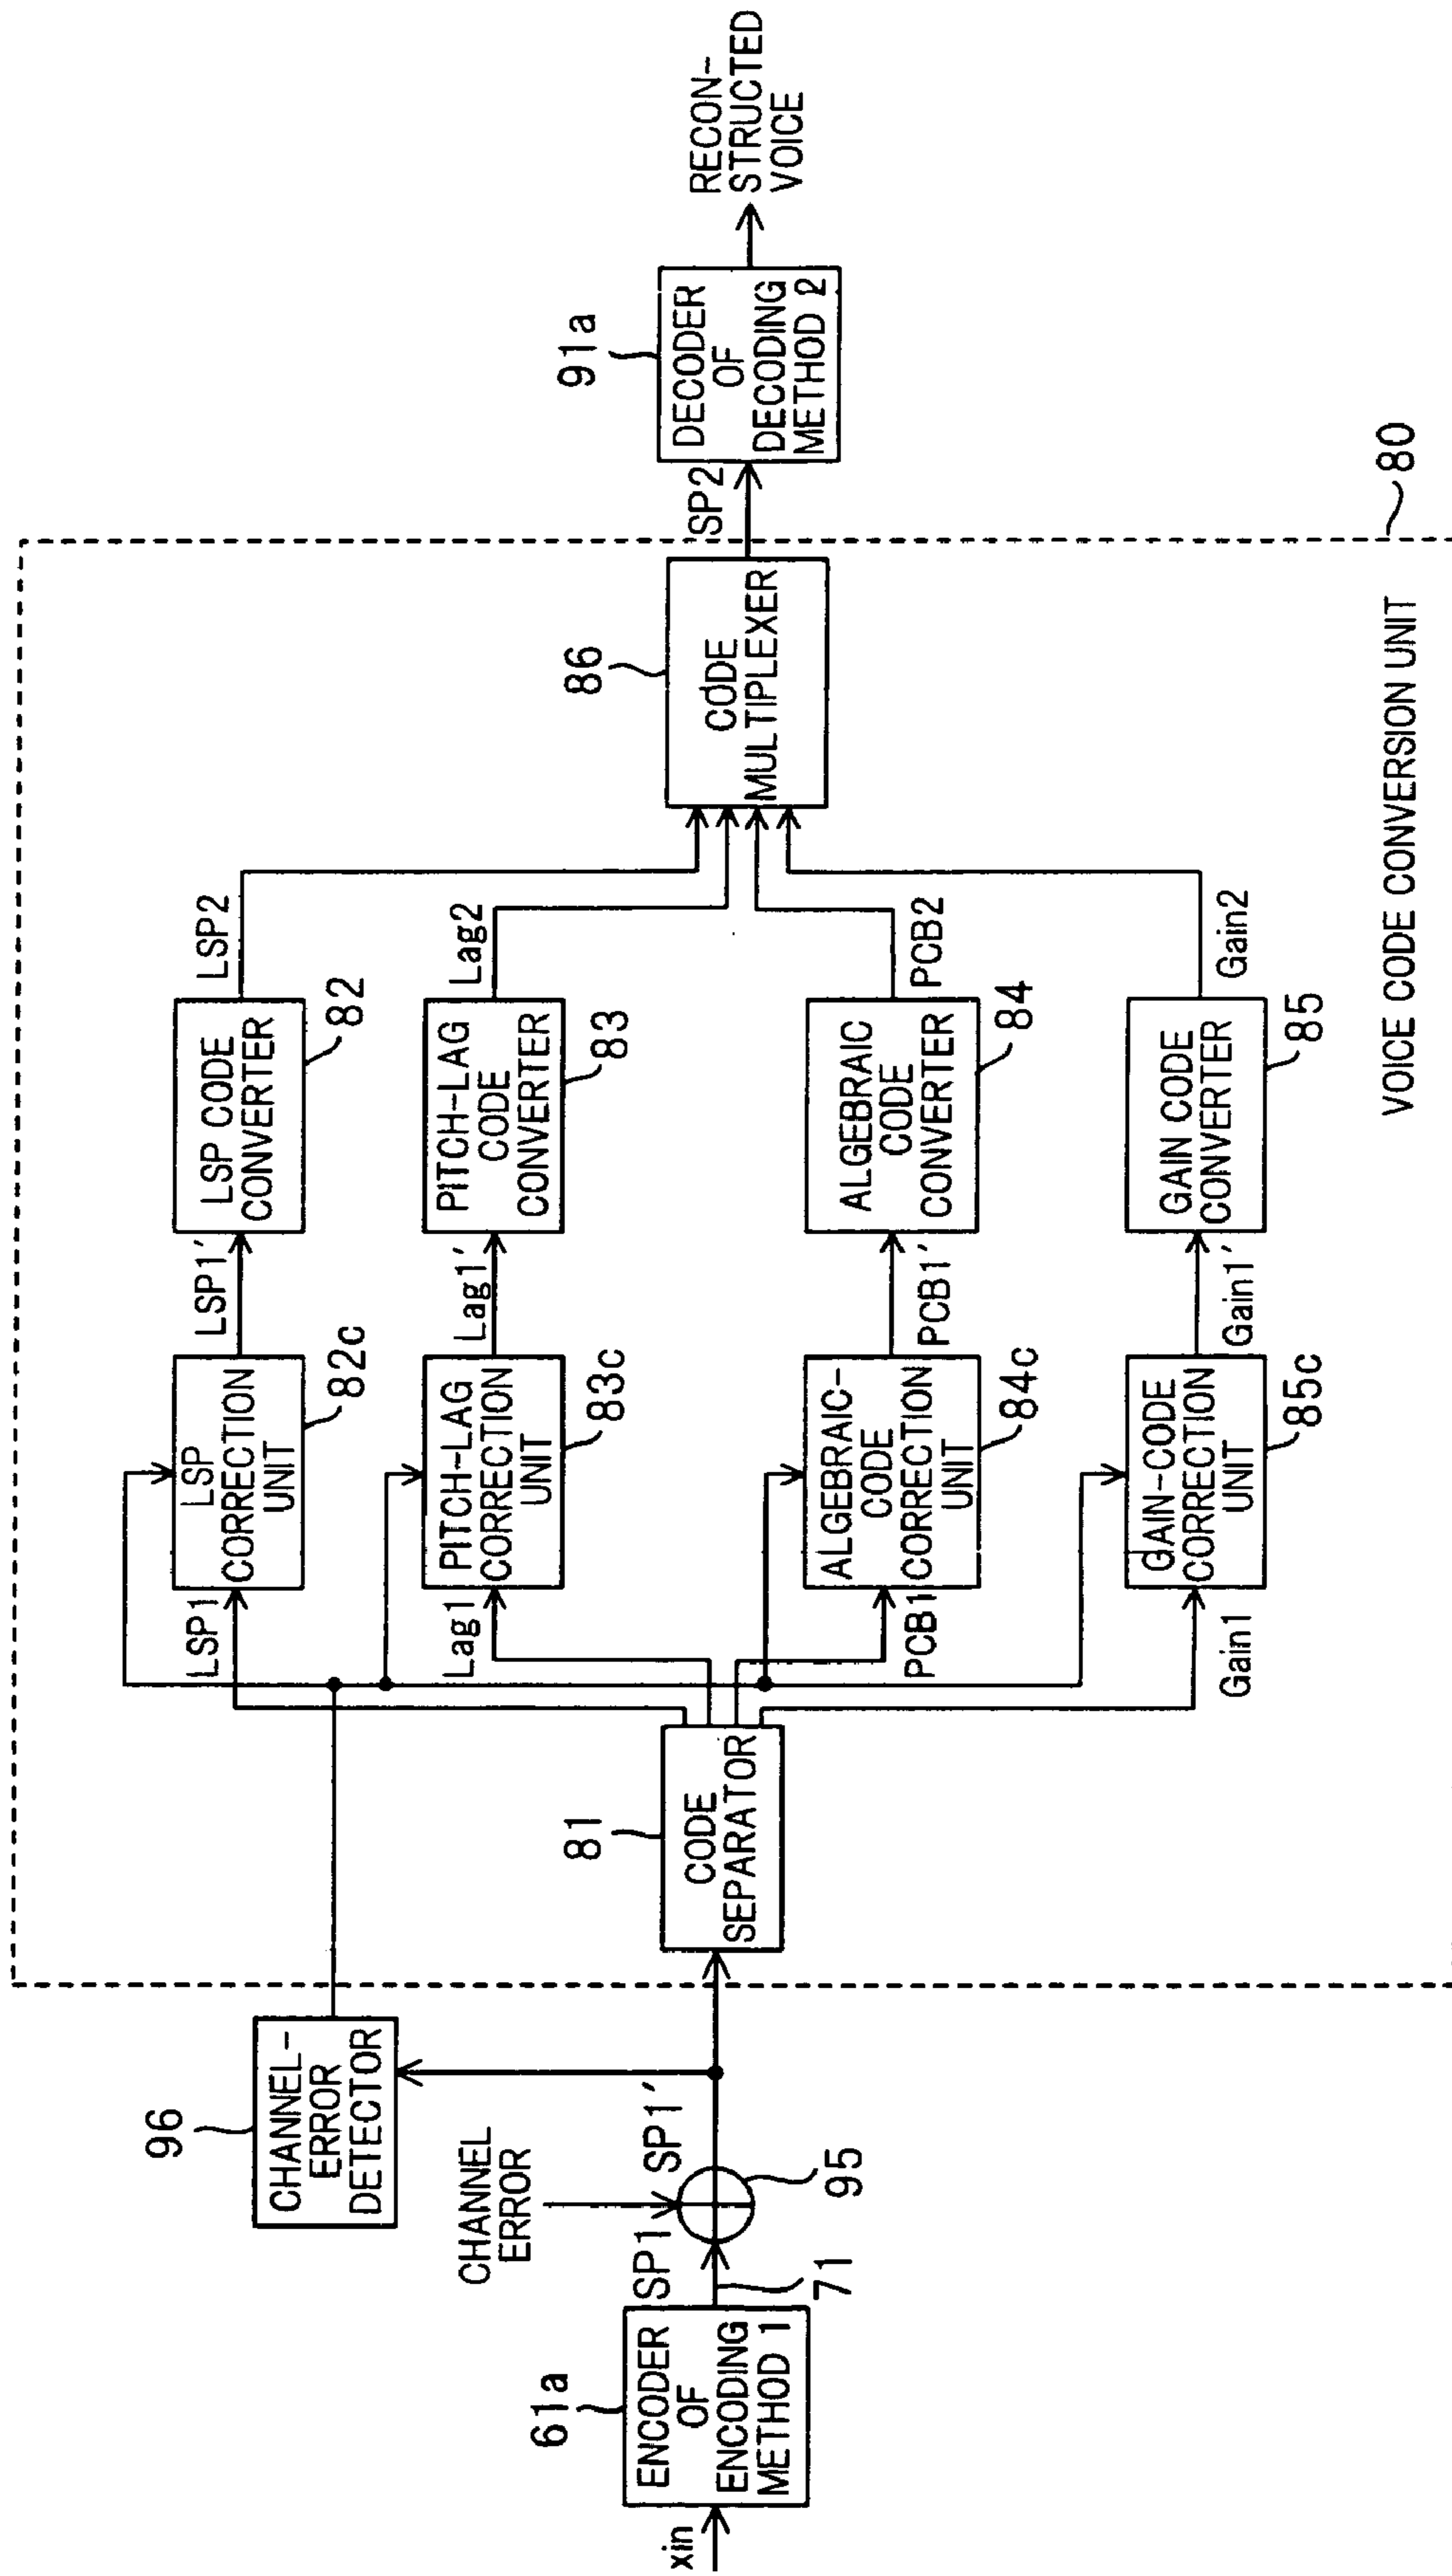 xin
ENCODER
OF
ENCODING
METHOD 1
61a
SP1
71
CHANNEL
ERROR
95
SP1'
CHANNEL-
ERROR
DETECTOR
96
CODE
SEPARATOR
81
LSP1
LSP
CORRECTION
UNIT
82c
LSP1'
LSP CODE
CONVERTER
82
LSP2
Lag1
PITCH-LAG
CORRECTION
UNIT
83c
Lag1'
PITCH-LAG
CODE
CONVERTER
83
Lag2
PCB1
ALGEBRAIC-
CODE
CORRECTION
UNIT
84c
PCB1'
ALGEBRAIC
CODE
CONVERTER
84
PCB2
Gain1
GAIN-CODE
CORRECTION
UNIT
85c
Gain1'
GAIN CODE
CONVERTER
85
Gain2
CODE
MULTIPLEXER
86
SP2
DECODER
OF
DECODING
METHOD 2
91a
RECON-
STRUCTED
VOICE
VOICE CODE CONVERSION UNIT
80